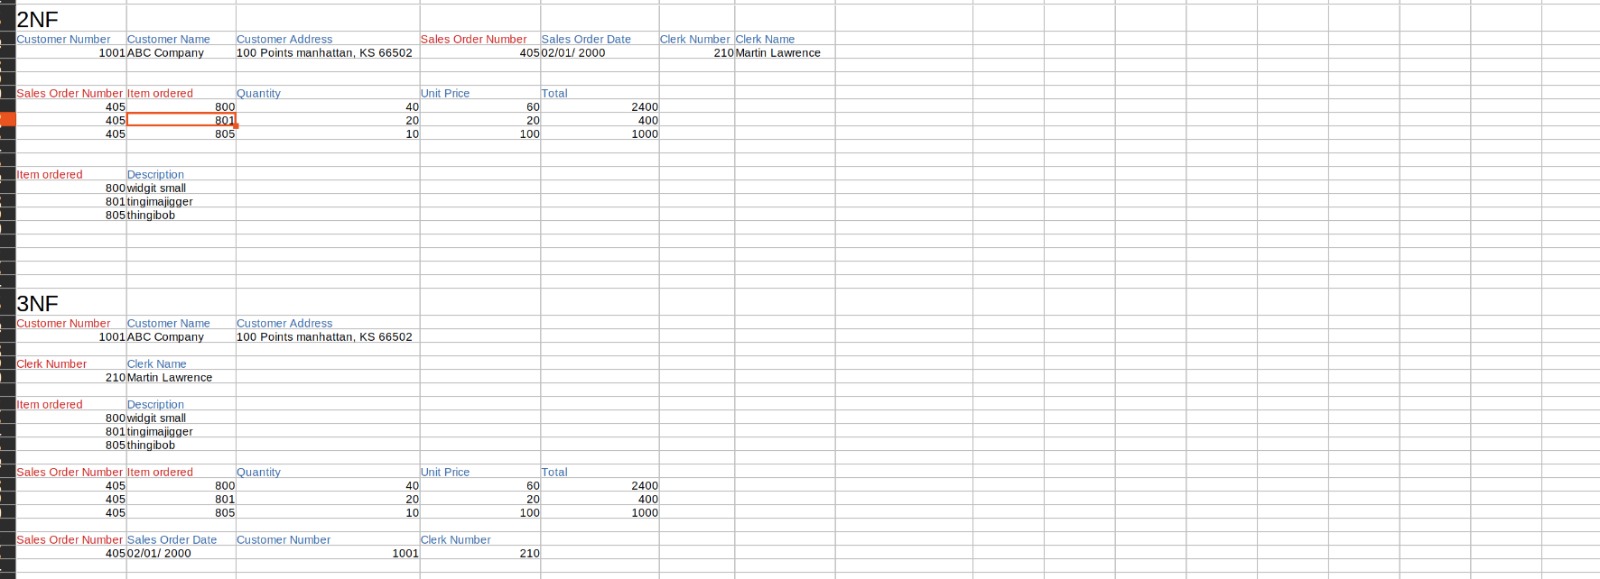 2NF
Customer Number Customer Name Customer Address Sales Order Number Sales Order Date Clerk Number Clerk Name
1001 ABC Company 100 Points manhattan, KS 66502 405 02/01/ 2000 210 Martin Lawrence
Sales Order Number Item ordered Quantity Unit Price Total
405 800 40 60 2400
405 801 20 20 400
405 805 10 100 1000
Item ordered Description
800 widgit small
801 tingimajigger
805 thingibob
3NF
Customer Number Customer Name Customer Address
1001 ABC Company 100 Points manhattan, KS 66502
Clerk Number Clerk Name
210 Martin Lawrence
Item ordered Description
800 widgit small
801 tingimajigger
805 thingibob
Sales Order Number Item ordered Quantity Unit Price Total
405 800 40 60 2400
405 801 20 20 400
405 805 10 100 1000
Sales Order Number Sales Order Date Customer Number Clerk Number
405 02/01/ 2000 1001 210